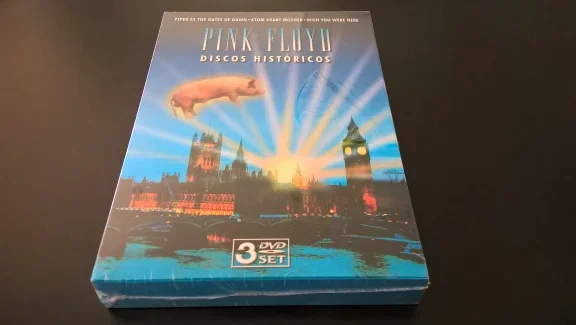 PIPER AT THE GATES OF DAWN • ATOM HEART MOTHER • WISH YOU WERE HERE
PINK FLOYD
DISCOS HISTÓRICOS
3 DVD SET